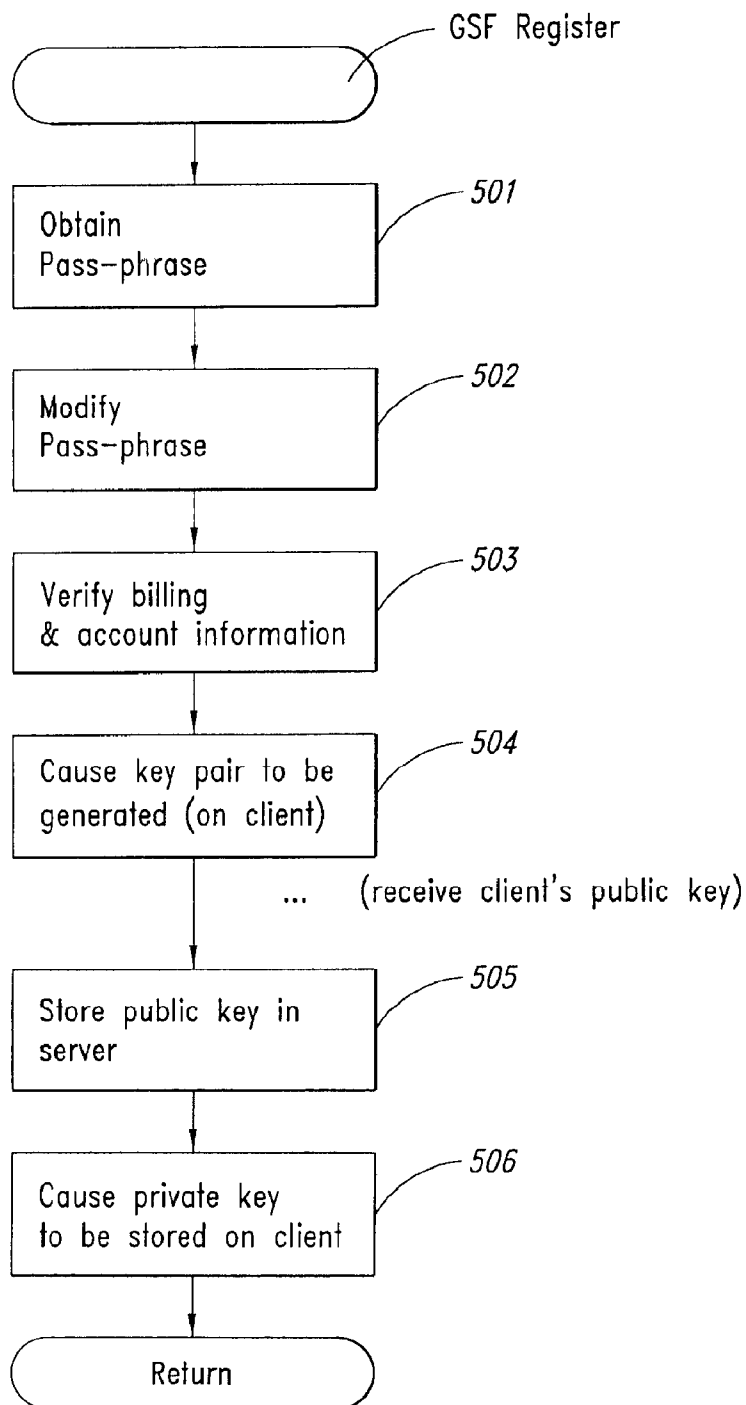 GSF Register
501
Obtain
Pass-phrase
502
Modify
Pass-phrase
503
Verify billing
& account information
504
Cause key pair to be
generated (on client)
... (receive client's public key)
505
Store public key in
server
506
Cause private key
to be stored on client
Return